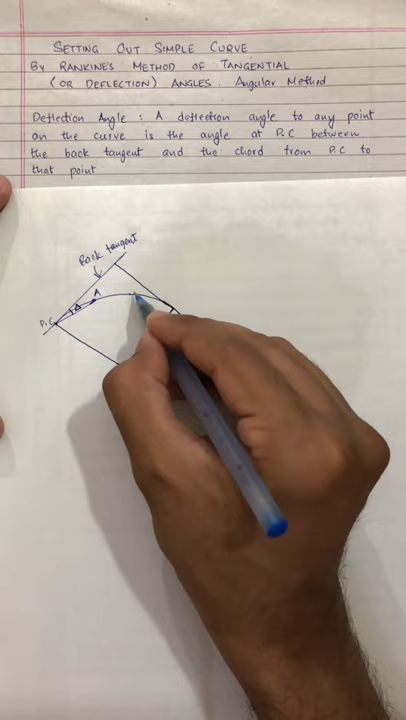 SETTING OUT SIMPLE CURVE
BY RANKINE'S METHOD OF TANGENTIAL
(OR DEFLECTION) ANGLES. Angular Method
Deflection Angle : A deflection angle to any point
on the curve is the angle at P.C between
the back tangent and the chord from P.C to
that point
Back tangent
A
Δ
P.C